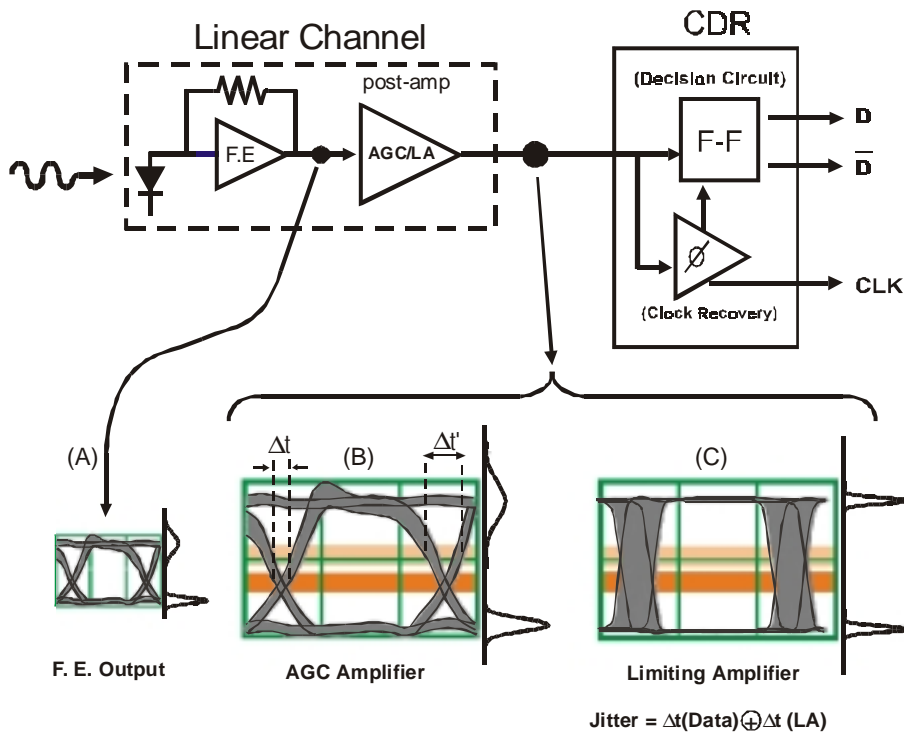 Linear Channel
CDR
post-amp
(Decision Circuit)
F.E
AGC/LA
F-F
D
D̅
ϕ
CLK
(Clock Recovery)
(A)
Δt
(B)
Δt'
(C)
F. E. Output
AGC Amplifier
Limiting Amplifier
Jitter = Δt(Data)⊕Δt (LA)